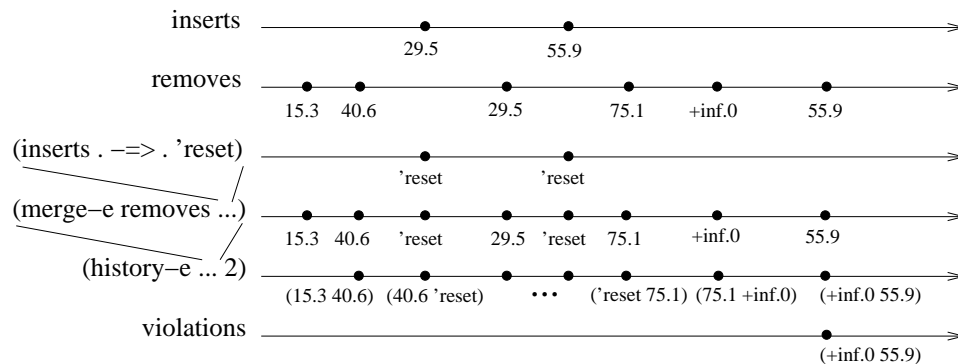 inserts
29.5 55.9
removes
15.3 40.6 29.5 75.1 +inf.0 55.9
(inserts . −=> . ’reset)
’reset ’reset
(merge−e removes ...)
15.3 40.6 ’reset 29.5 ’reset 75.1 +inf.0 55.9
(history−e ... 2)
(15.3 40.6) (40.6 ’reset) ... (’reset 75.1) (75.1 +inf.0) (+inf.0 55.9)
violations
(+inf.0 55.9)